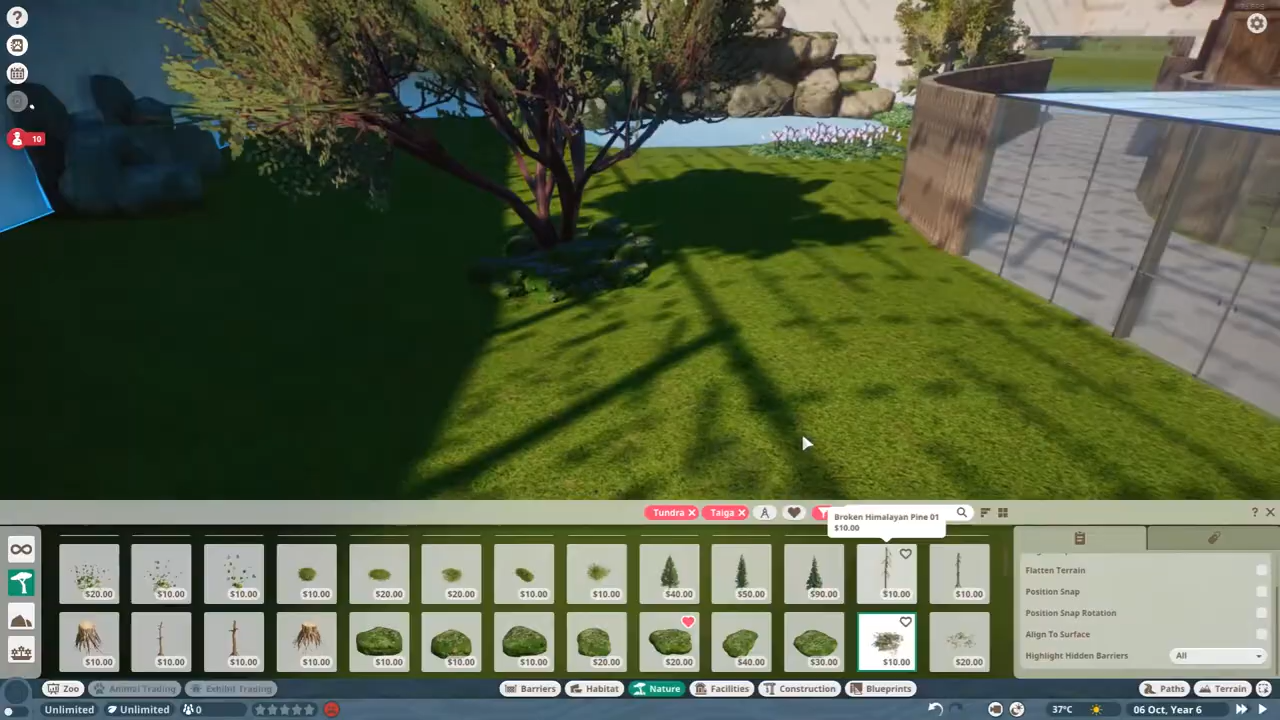 10
Tundra ×
Taiga ×
Broken Himalayan Pine 01
$10.00
?
$20.00 $10.00 $10.00 $10.00 $20.00 $20.00 $10.00 $10.00 $40.00 $50.00 $90.00 $10.00 $10.00
$10.00 $10.00 $10.00 $10.00 $10.00 $10.00 $10.00 $20.00 $20.00 $40.00 $30.00 $10.00 $20.00
Flatten Terrain
Position Snap
Position Snap Rotation
Align To Surface
Highlight Hidden Barriers All
Zoo Animal Trading Exhibit Trading Barriers Habitat Nature Facilities Construction Blueprints Paths Terrain
Unlimited Unlimited 0 37°C 06 Oct, Year 6